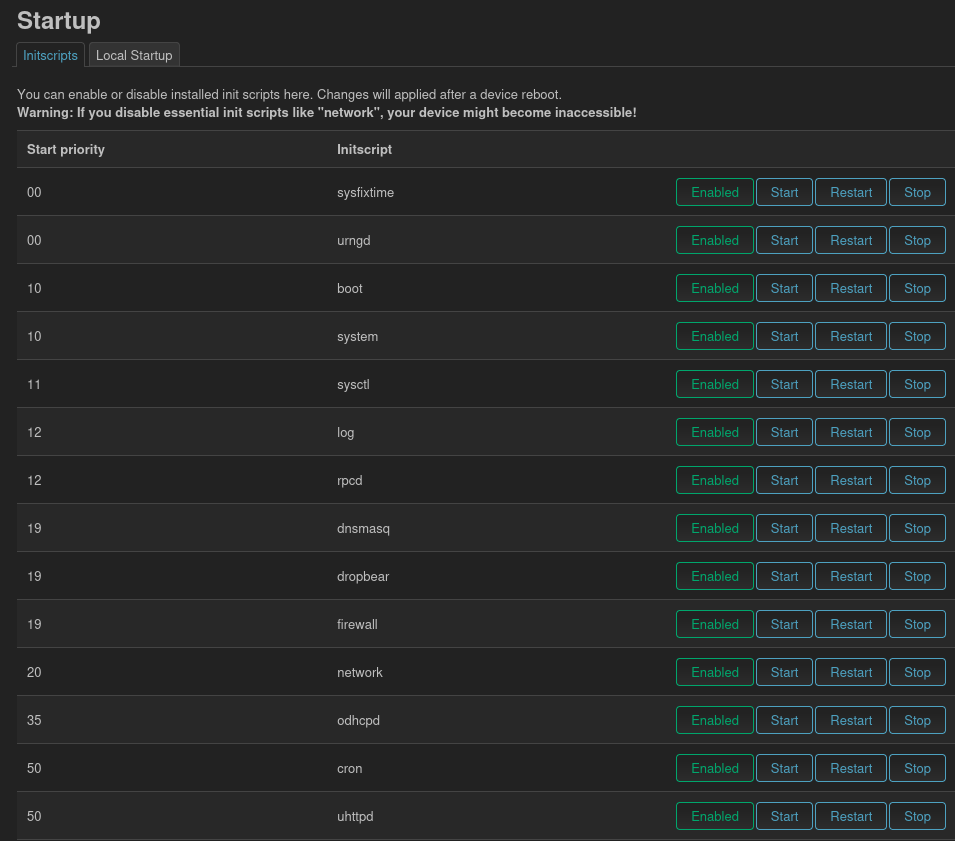 Startup
Initscripts Local Startup
You can enable or disable installed init scripts here. Changes will applied after a device reboot.
Warning: If you disable essential init scripts like "network", your device might become inaccessible!
Start priority Initscript
00 sysfixtime Enabled Start Restart Stop
00 urngd Enabled Start Restart Stop
10 boot Enabled Start Restart Stop
10 system Enabled Start Restart Stop
11 sysctl Enabled Start Restart Stop
12 log Enabled Start Restart Stop
12 rpcd Enabled Start Restart Stop
19 dnsmasq Enabled Start Restart Stop
19 dropbear Enabled Start Restart Stop
19 firewall Enabled Start Restart Stop
20 network Enabled Start Restart Stop
35 odhcpd Enabled Start Restart Stop
50 cron Enabled Start Restart Stop
50 uhttpd Enabled Start Restart Stop